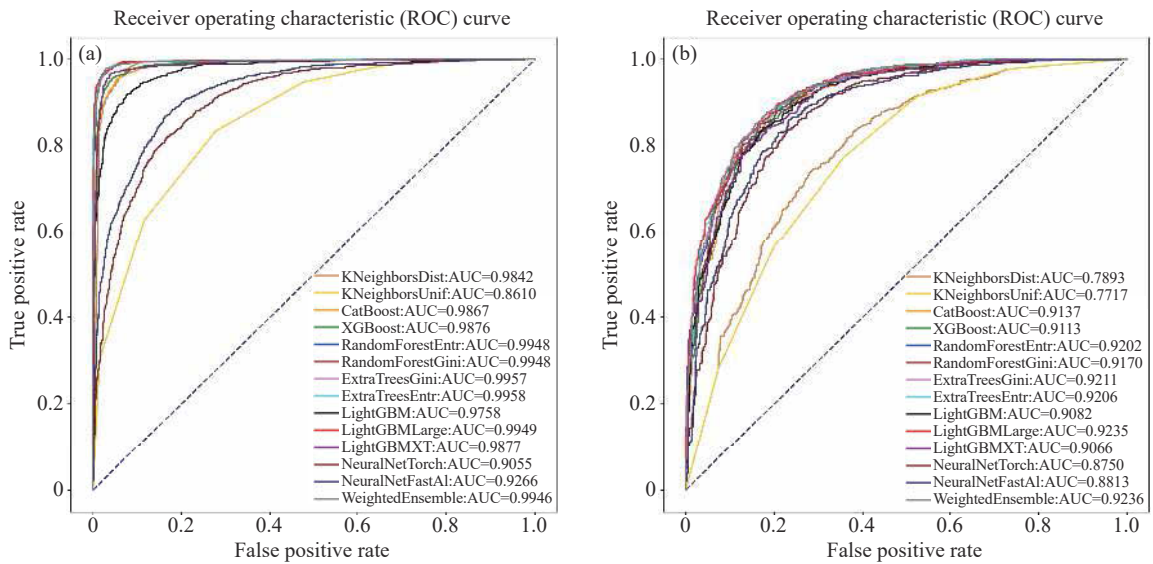 Receiver operating characteristic (ROC) curve
(a)
1.0
0.8
0.6
0.4
0.2
0
True positive rate
KNeighborsDist:AUC=0.9842
KNeighborsUnif:AUC=0.8610
CatBoost:AUC=0.9867
XGBoost:AUC=0.9876
RandomForestEntr:AUC=0.9948
RandomForestGini:AUC=0.9948
ExtraTreesGini:AUC=0.9957
ExtraTreesEntr:AUC=0.9958
LightGBM:AUC=0.9758
LightGBMLarge:AUC=0.9949
LightGBMXT:AUC=0.9877
NeuralNetTorch:AUC=0.9055
NeuralNetFastAl:AUC=0.9266
WeightedEnsemble:AUC=0.9946
0 0.2 0.4 0.6 0.8 1.0
False positive rate
Receiver operating characteristic (ROC) curve
(b)
1.0
0.8
0.6
0.4
0.2
0
True positive rate
KNeighborsDist:AUC=0.7893
KNeighborsUnif:AUC=0.7717
CatBoost:AUC=0.9137
XGBoost:AUC=0.9113
RandomForestEntr:AUC=0.9202
RandomForestGini:AUC=0.9170
ExtraTreesGini:AUC=0.9211
ExtraTreesEntr:AUC=0.9206
LightGBM:AUC=0.9082
LightGBMLarge:AUC=0.9235
LightGBMXT:AUC=0.9066
NeuralNetTorch:AUC=0.8750
NeuralNetFastAl:AUC=0.8813
WeightedEnsemble:AUC=0.9236
0 0.2 0.4 0.6 0.8 1.0
False positive rate